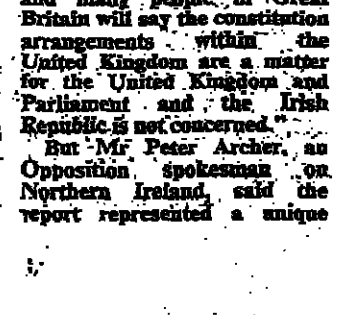 and many people in Great
Britain will say the constitution
arrangements within the
United Kingdom are a matter
for the United Kingdom and
Parliament and the Irish
Republic is not concerned."
But Mr Peter Archer, an
Opposition spokesman on
Northern Ireland, said the
report represented a unique